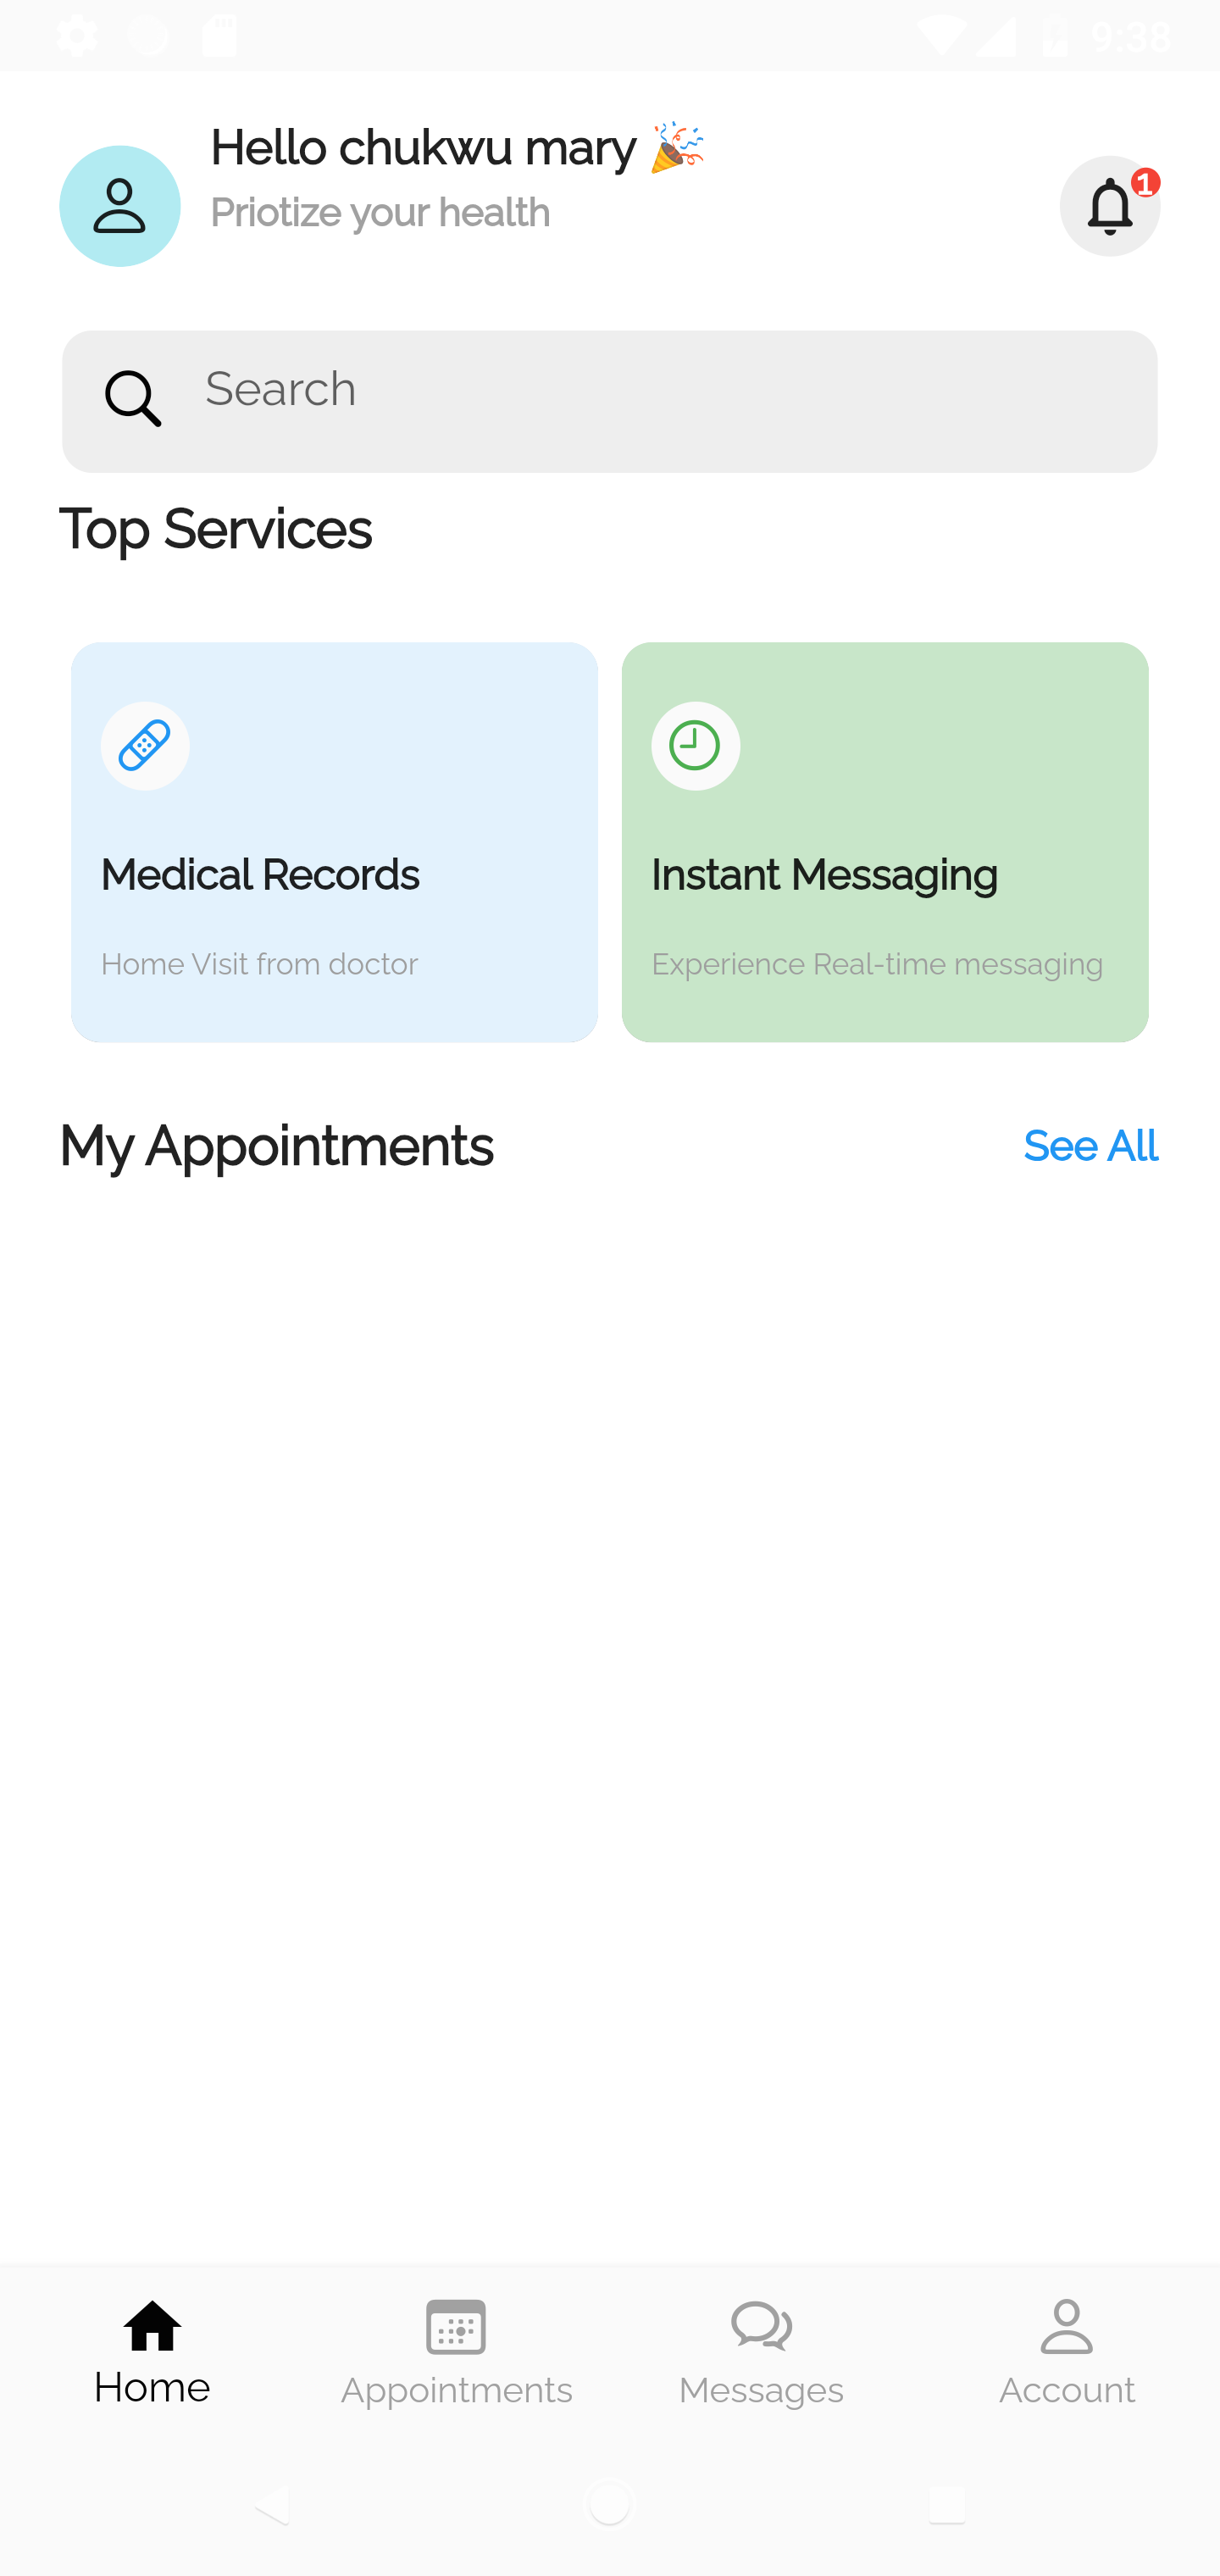 9:38
Hello chukwu mary 🎉
Priotize your health
1
Search
Top Services
Medical Records
Home Visit from doctor
Instant Messaging
Experience Real-time messaging
My Appointments
See All
Home
Appointments
Messages
Account